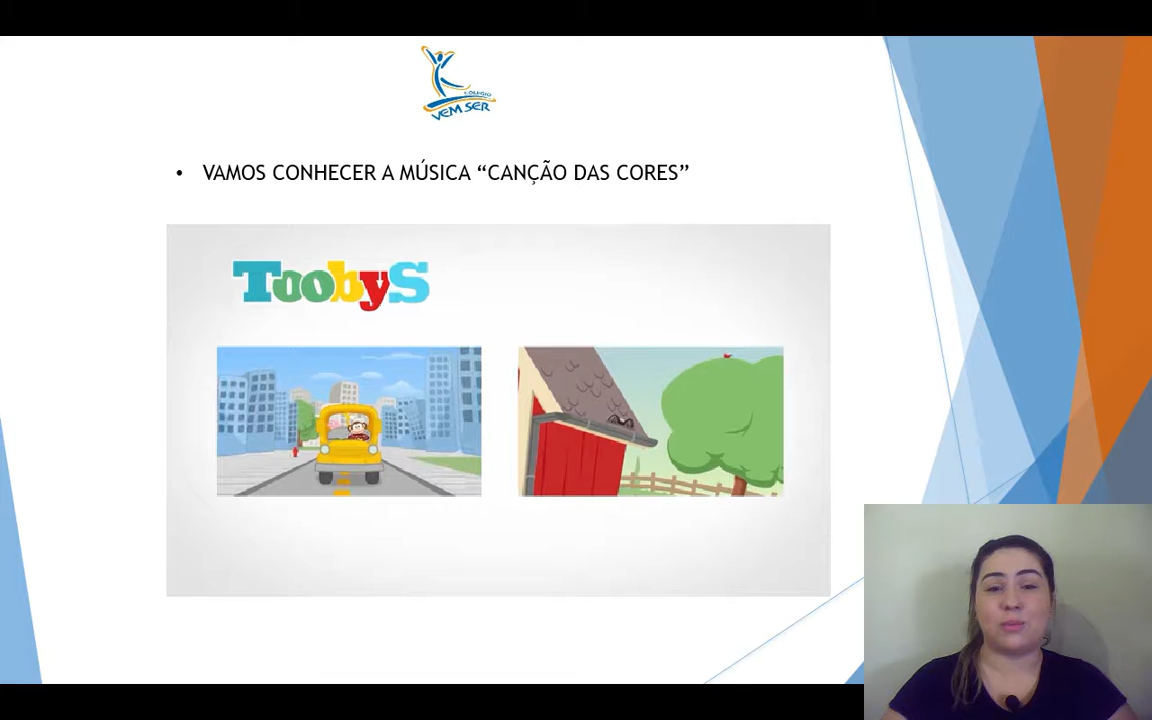 COLÉGIO
VEM SER
• VAMOS CONHECER A MÚSICA “CANÇÃO DAS CORES”
ToobyS